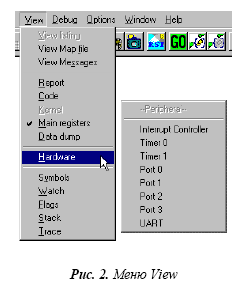 View Debug Options Window Help
RST GO
View listing
View Map file
View Messages
Report
Code
Kernel
Main registers
Data dump
Hardware
Symbols
Watch
Flags
Stack
Trace
--Peripheral--
Interrupt Controller
Timer 0
Timer 1
Port 0
Port 1
Port 2
Port 3
UART
Рис. 2. Меню View